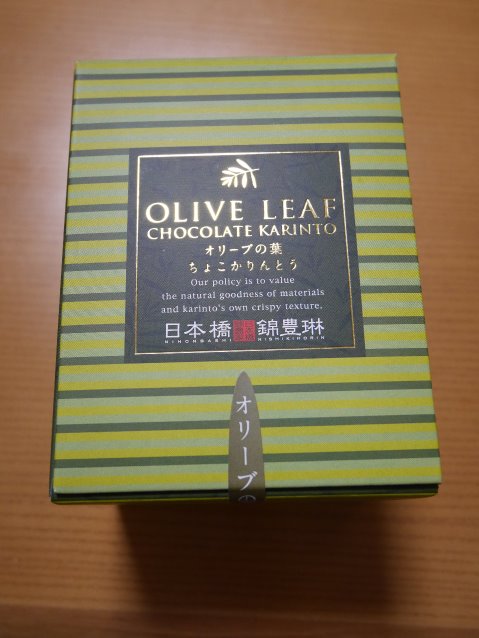 OLIVE LEAF
CHOCOLATE KARINTO
オリーブの葉
ちょこかりんとう
Our policy is to value
the natural goodness of materials
and karinto's own crispy texture.
日本橋 錦豊琳
NIHONBASHI NISHIKIHORIN
オリーブの